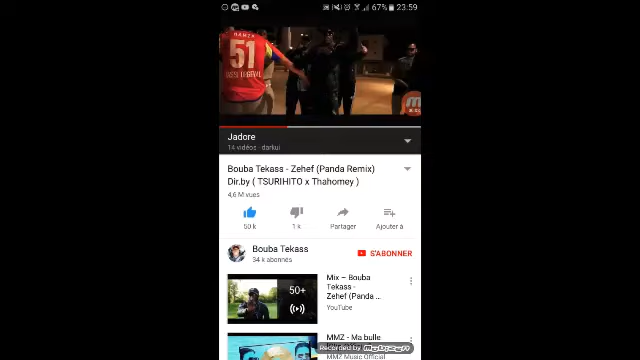 67% 23:59
51
Jadore
14 vidéos · darkui
Bouba Tekass - Zehef (Panda Remix)
Dir.by ( TSURIHITO x Thahomey )
4,6 M vues
50 k
1 k
Partager
Ajouter à
Bouba Tekass
34 k abonnés
S'ABONNER
50+
Mix – Bouba
Tekass -
Zehef (Panda ...
YouTube
MMZ - Ma bulle
MMZ Music Official
Recorded by